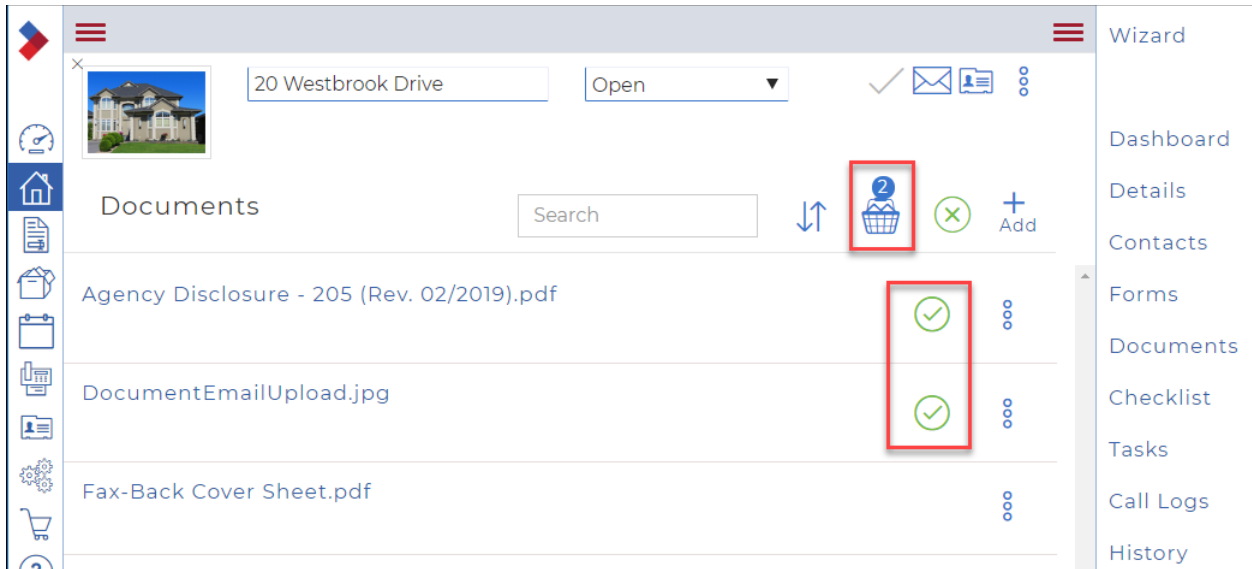 Wizard
20 Westbrook Drive
Open
Dashboard
Details
Documents
Search
2
Add
Contacts
Agency Disclosure - 205 (Rev. 02/2019).pdf
Forms
Documents
DocumentEmailUpload.jpg
Checklist
Tasks
Fax-Back Cover Sheet.pdf
Call Logs
History